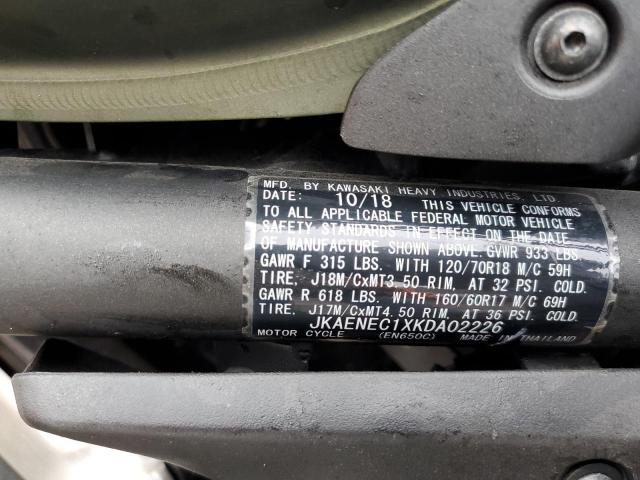 MFD. BY KAWASAKI HEAVY INDUSTRIES, LTD.
DATE: 10/18 THIS VEHICLE CONFORMS
TO ALL APPLICABLE FEDERAL MOTOR VEHICLE
SAFETY STANDARDS IN EFFECT ON THE DATE
OF MANUFACTURE SHOWN ABOVE. GVWR 933 LBS.
GAWR F 315 LBS. WITH 120/70R18 M/C 59H
TIRE, J18M/CxMT3.50 RIM, AT 32 PSI. COLD.
GAWR R 618 LBS. WITH 160/60R17 M/C 69H
TIRE, J17M/CxMT4.50 RIM, AT 36 PSI. COLD.
JKAENEC1XKDA02226
MOTOR CYCLE (EN650C) MADE IN THAILAND